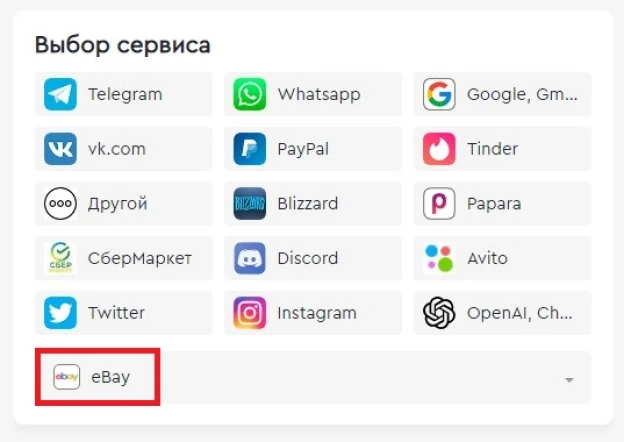 Выбор сервиса
Telegram Whatsapp Google, Gm...
vk.com PayPal Tinder
Другой BLIZZARD Blizzard Papara
СБЕР МАРКЕТ СберМаркет Discord Avito
Twitter Instagram OpenAI, Ch...
ebay eBay